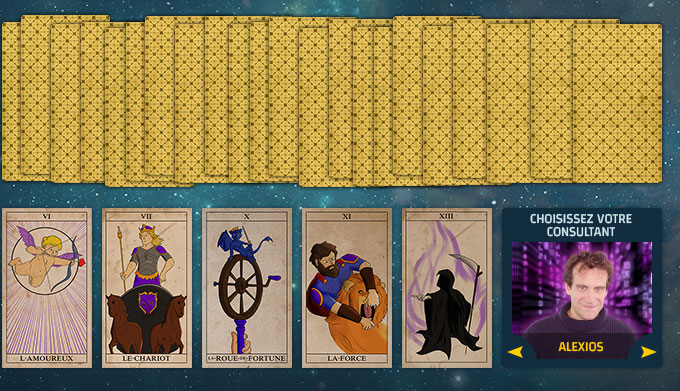 VI
VII
X
XI
XIII
L'AMOUREUX
LE·CHARIOT
LA·ROUE·DE·FORTUNE
LA·FORCE
CHOISISSEZ VOTRE
CONSULTANT
ALEXIOS